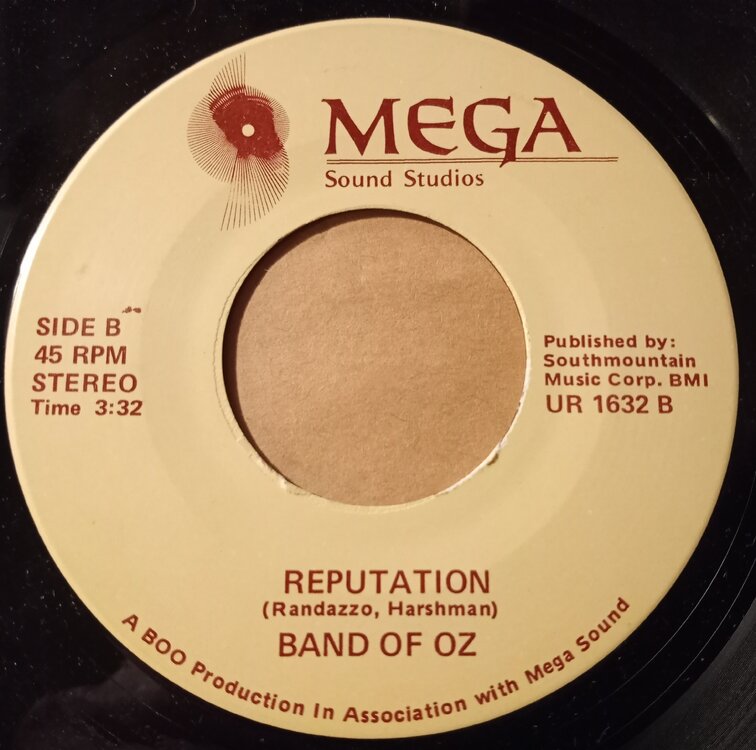 MEGA
Sound Studios
SIDE B
45 RPM
STEREO
Time 3:32
Published by:
Southmountain
Music Corp. BMI
UR 1632 B
REPUTATION
(Randazzo, Harshman)
BAND OF OZ
A BOO Production In Association with Mega Sound